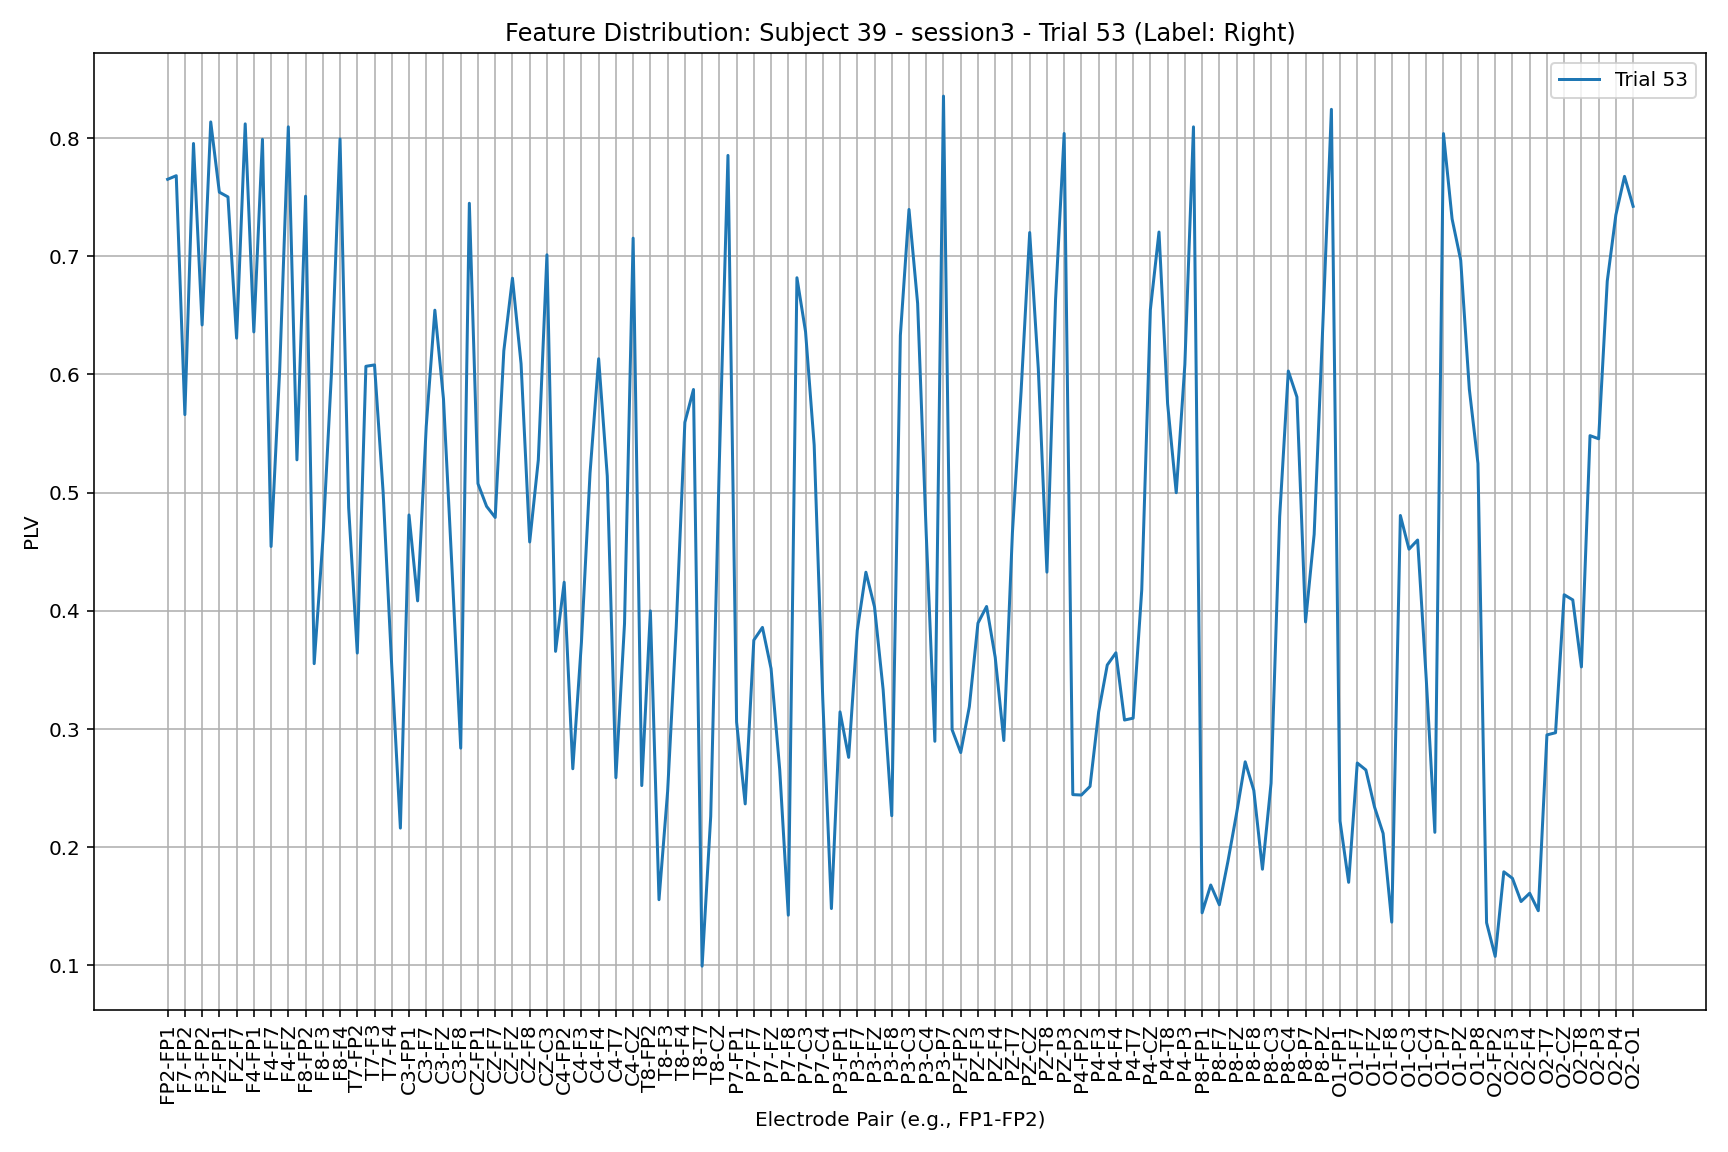 Feature Distribution: Subject 39 - session3 - Trial 53 (Label: Right)
Trial 53
PLV
0.8
0.7
0.6
0.5
0.4
0.3
0.2
0.1
FP2-FP1
F7-FP2
F3-FP2
FZ-FP1
FZ-F7
F4-FP1
F4-F7
F4-FZ
F8-FP2
F8-F3
F8-F4
T7-FP2
T7-F3
T7-F4
C3-FP1
C3-F7
C3-FZ
C3-F8
CZ-FP1
CZ-F7
CZ-FZ
CZ-F8
CZ-C3
C4-FP2
C4-F3
C4-F4
C4-T7
C4-CZ
T8-FP2
T8-F3
T8-F4
T8-T7
T8-CZ
P7-FP1
P7-F7
P7-FZ
P7-F8
P7-C3
P7-C4
P3-FP1
P3-F7
P3-FZ
P3-F8
P3-C3
P3-C4
P3-P7
PZ-FP2
PZ-F3
PZ-F4
PZ-T7
PZ-CZ
PZ-T8
PZ-P3
P4-FP2
P4-F3
P4-F4
P4-T7
P4-CZ
P4-T8
P4-P3
P8-FP1
P8-F7
P8-FZ
P8-F8
P8-C3
P8-C4
P8-P7
P8-PZ
O1-FP1
O1-F7
O1-FZ
O1-F8
O1-C3
O1-C4
O1-P7
O1-PZ
O1-P8
O2-FP2
O2-F3
O2-F4
O2-T7
O2-CZ
O2-T8
O2-P3
O2-P4
O2-O1
Electrode Pair (e.g., FP1-FP2)